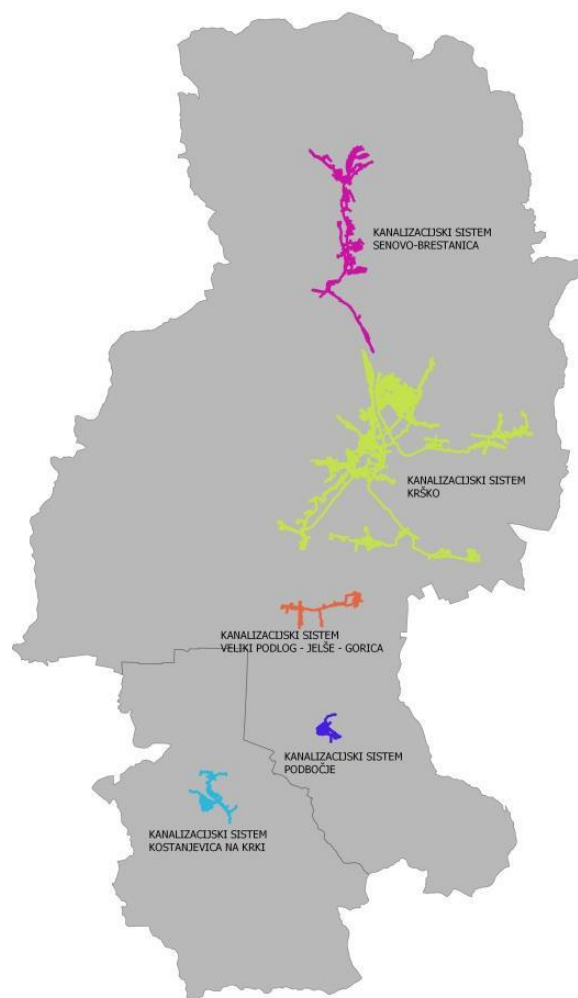 KANALIZACIJSKI SISTEM
SENOVO-BRESTANICA
KANALIZACIJSKI SISTEM
KRŠKO
KANALIZACIJSKI SISTEM
VELIKI PODLOG - JELŠE - GORICA
KANALIZACIJSKI SISTEM
PODBOČJE
KANALIZACIJSKI SISTEM
KOSTANJEVICA NA KRKI